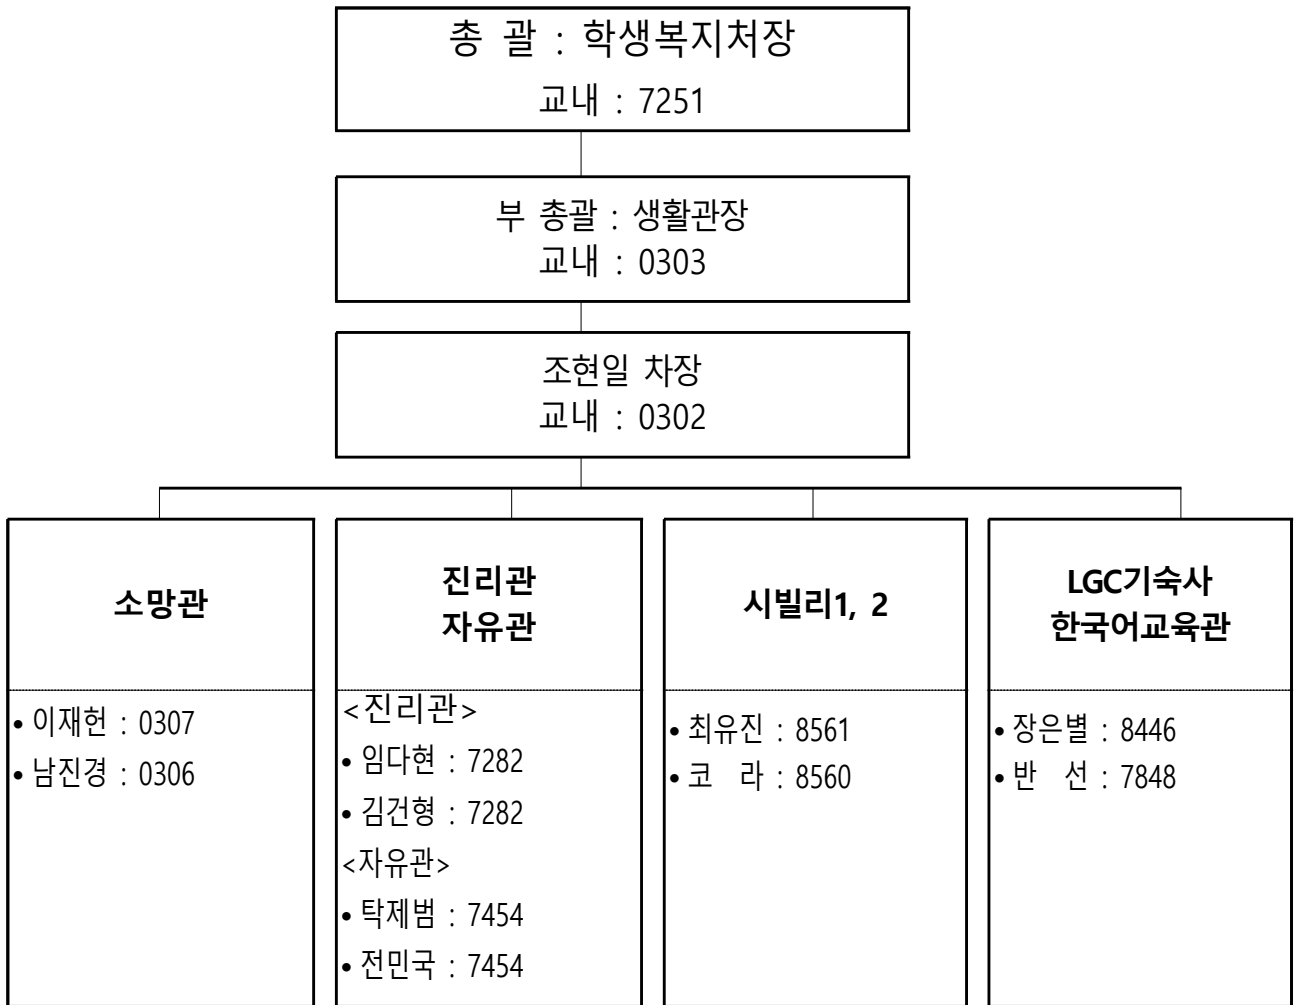 총 괄 : 학생복지처장
교내 : 7251
부 총괄 : 생활관장
교내 : 0303
조현일 차장
교내 : 0302
소망관
• 이재헌 : 0307
• 남진경 : 0306
진리관
자유관
<진리관>
• 임다현 : 7282
• 김건형 : 7282
<자유관>
• 탁제범 : 7454
• 전민국 : 7454
시빌리1, 2
• 최유진 : 8561
• 코 라 : 8560
LGC기숙사
한국어교육관
• 장은별 : 8446
• 반 선 : 7848